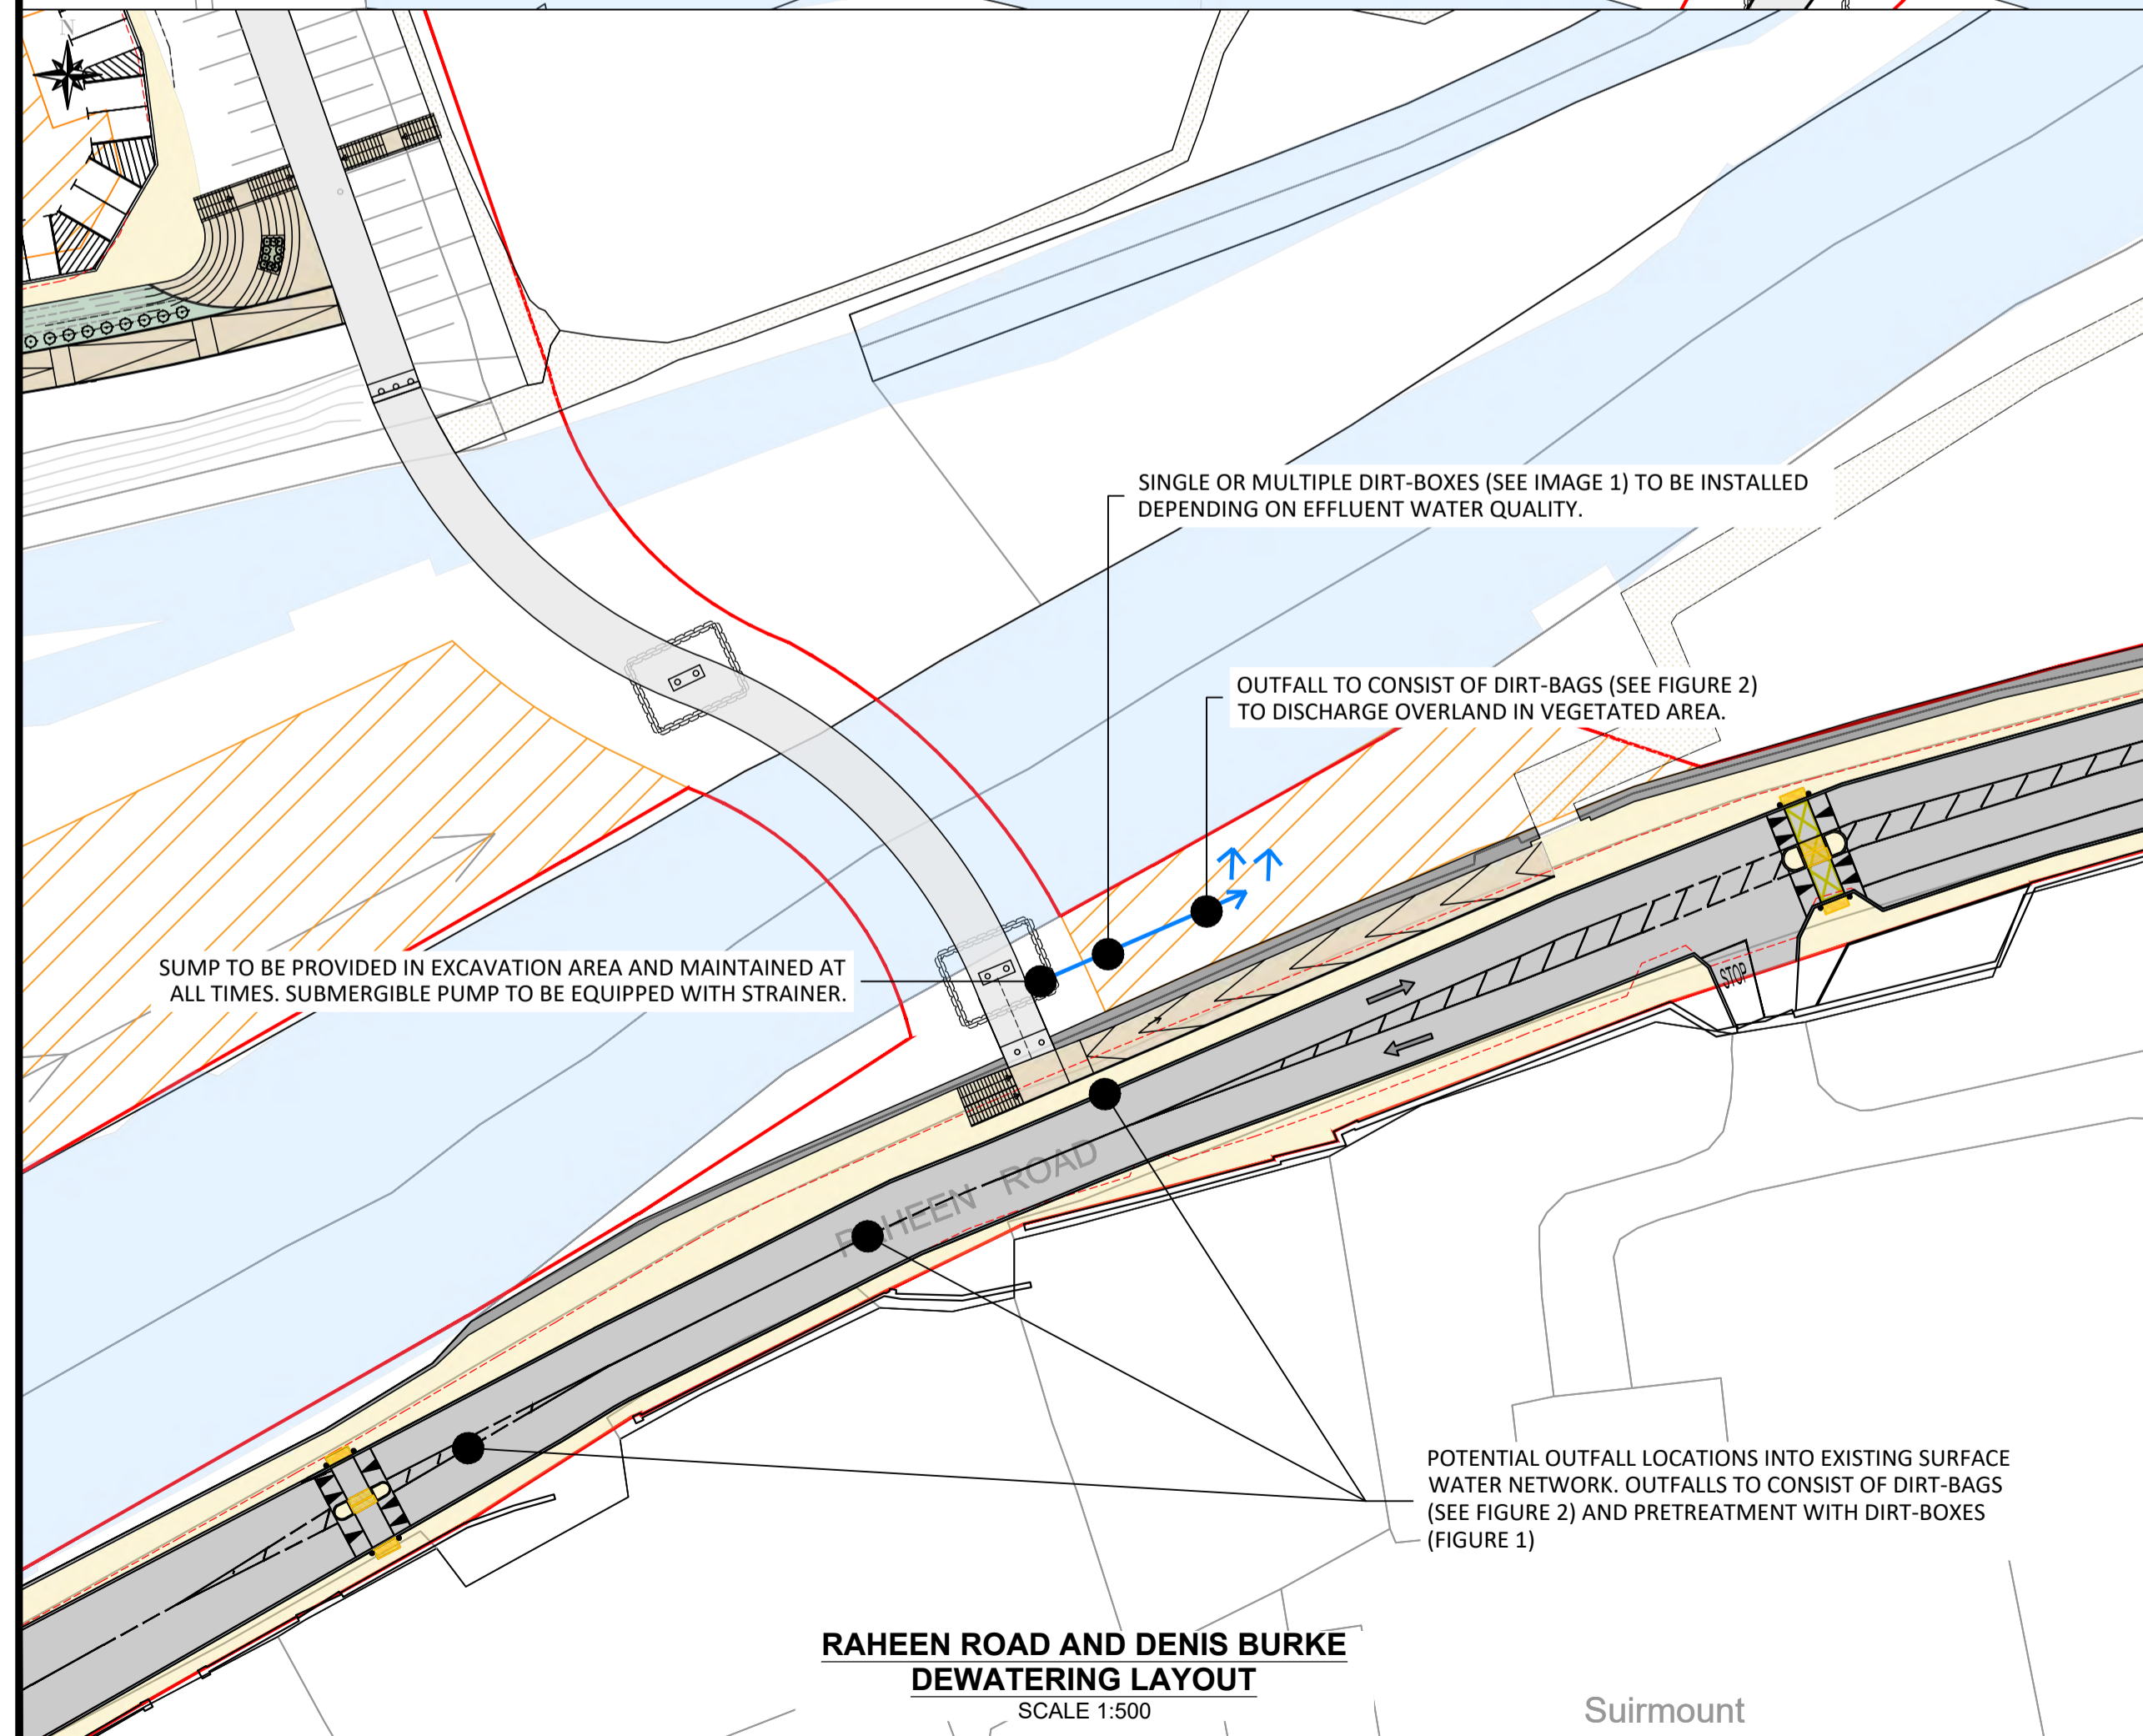 N
SINGLE OR MULTIPLE DIRT-BOXES (SEE IMAGE 1) TO BE INSTALLED
DEPENDING ON EFFLUENT WATER QUALITY.
OUTFALL TO CONSIST OF DIRT-BAGS (SEE FIGURE 2)
TO DISCHARGE OVERLAND IN VEGETATED AREA.
SUMP TO BE PROVIDED IN EXCAVATION AREA AND MAINTAINED AT
ALL TIMES. SUBMERGIBLE PUMP TO BE EQUIPPED WITH STRAINER.
STOP
RAHEEN ROAD
POTENTIAL OUTFALL LOCATIONS INTO EXISTING SURFACE
WATER NETWORK. OUTFALLS TO CONSIST OF DIRT-BAGS
(SEE FIGURE 2) AND PRETREATMENT WITH DIRT-BOXES
(FIGURE 1)
RAHEEN ROAD AND DENIS BURKE
DEWATERING LAYOUT
SCALE 1:500
Suirmount